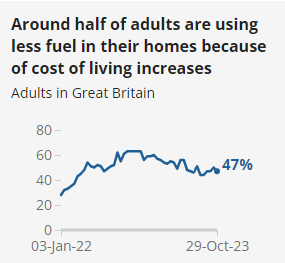 Around half of adults are using
less fuel in their homes because
of cost of living increases
Adults in Great Britain
80
60
47%
40
20
0
03-Jan-22 29-Oct-23